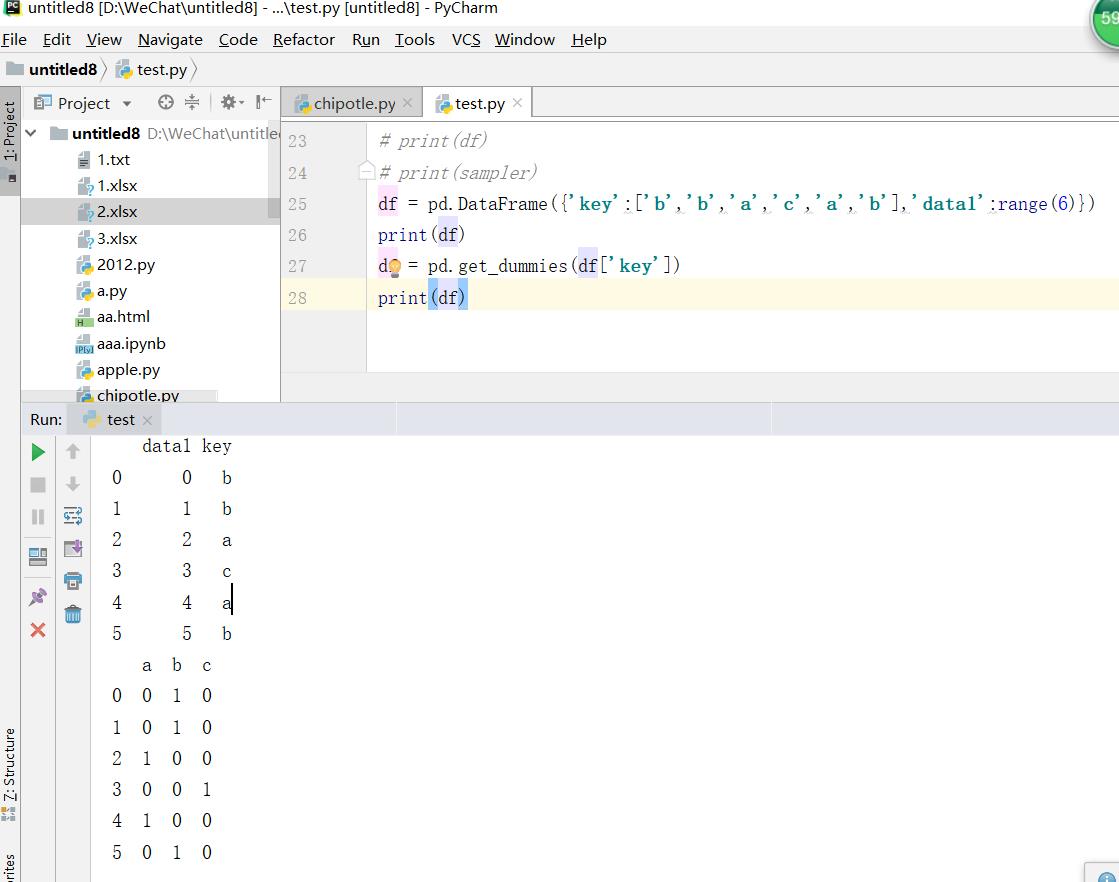 untitled8 [D:\WeChat\untitled8] - ...\test.py [untitled8] - PyCharm
59
File Edit View Navigate Code Refactor Run Tools VCS Window Help
untitled8 test.py
1: Project
Project
chipotle.py test.py
untitled8 D:\WeChat\untitle
1.txt
1.xlsx
2.xlsx
3.xlsx
2012.py
a.py
aa.html
aaa.ipynb
apple.py
chipotle.py
23 # print(df)
24 # print(sampler)
25 df = pd.DataFrame({'key':['b','b','a','c','a','b'],'data1':range(6)})
26 print(df)
27 d = pd.get_dummies(df['key'])
28 print(df)
Run: test
data1 key
0 0 b
1 1 b
2 2 a
3 3 c
4 4 a
5 5 b
a b c
0 0 1 0
1 0 1 0
2 1 0 0
3 0 0 1
4 1 0 0
5 0 1 0
7: Structure
rites